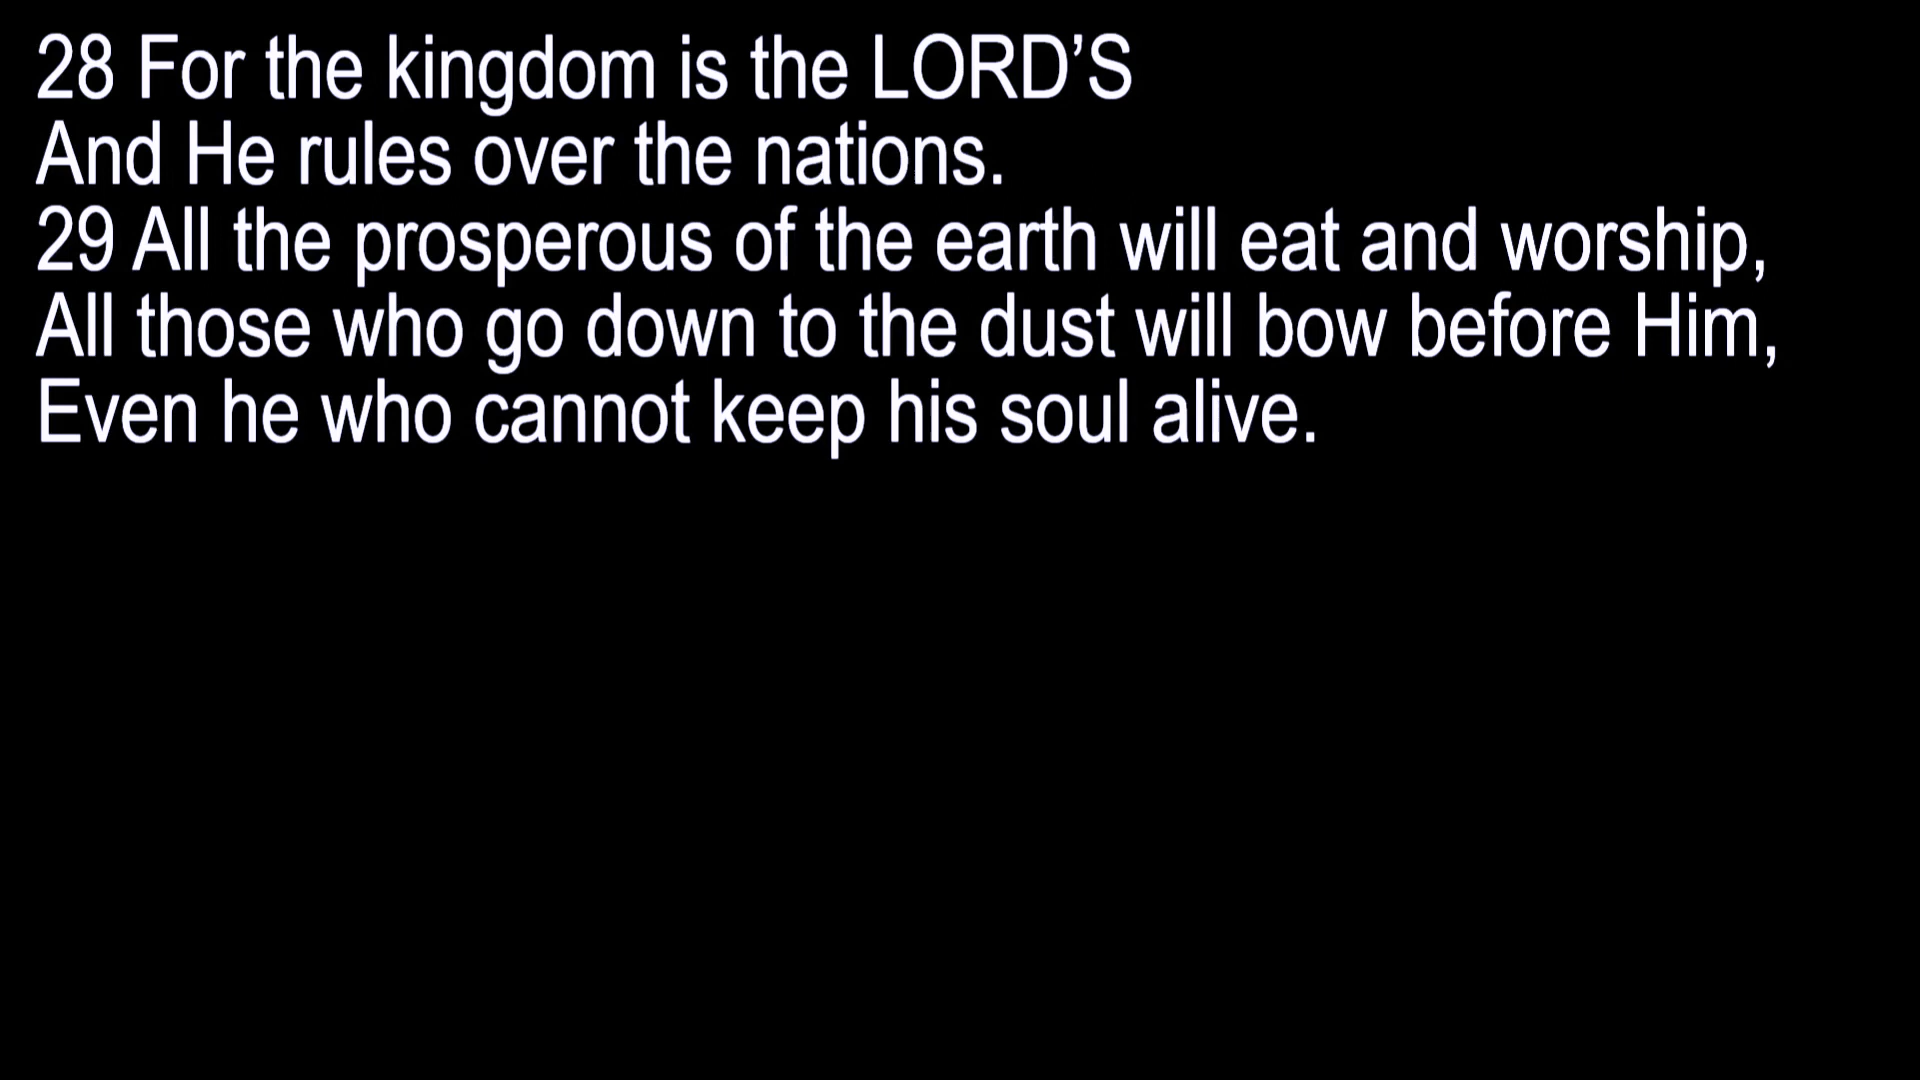 28 For the kingdom is the LORD’S
And He rules over the nations.
29 All the prosperous of the earth will eat and worship,
All those who go down to the dust will bow before Him,
Even he who cannot keep his soul alive.